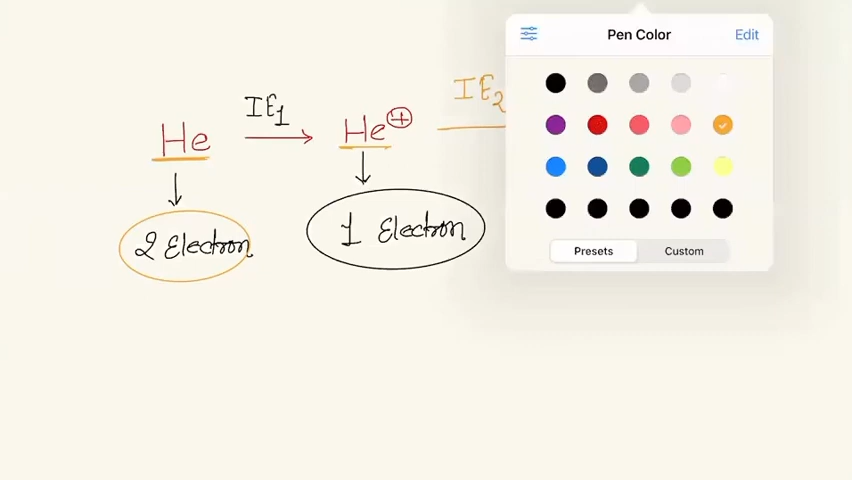 IE1 IE2
He He⊕
2 Electron 1 Electron
Pen Color Edit
Presets Custom